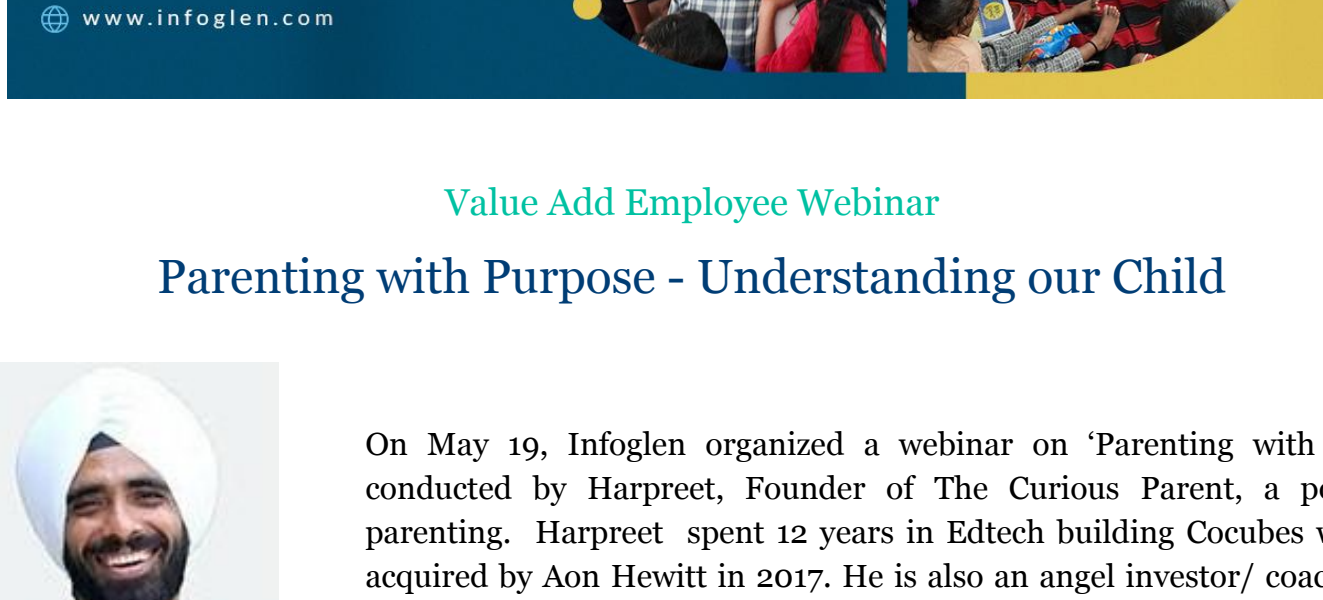 www.infoglen.com
Value Add Employee Webinar
Parenting with Purpose - Understanding our Child
On May 19, Infoglen organized a webinar on ‘Parenting with
conducted by Harpreet, Founder of The Curious Parent, a
parenting. Harpreet spent 12 years in Edtech building Cocubes
acquired by Aon Hewitt in 2017. He is also an angel investor/